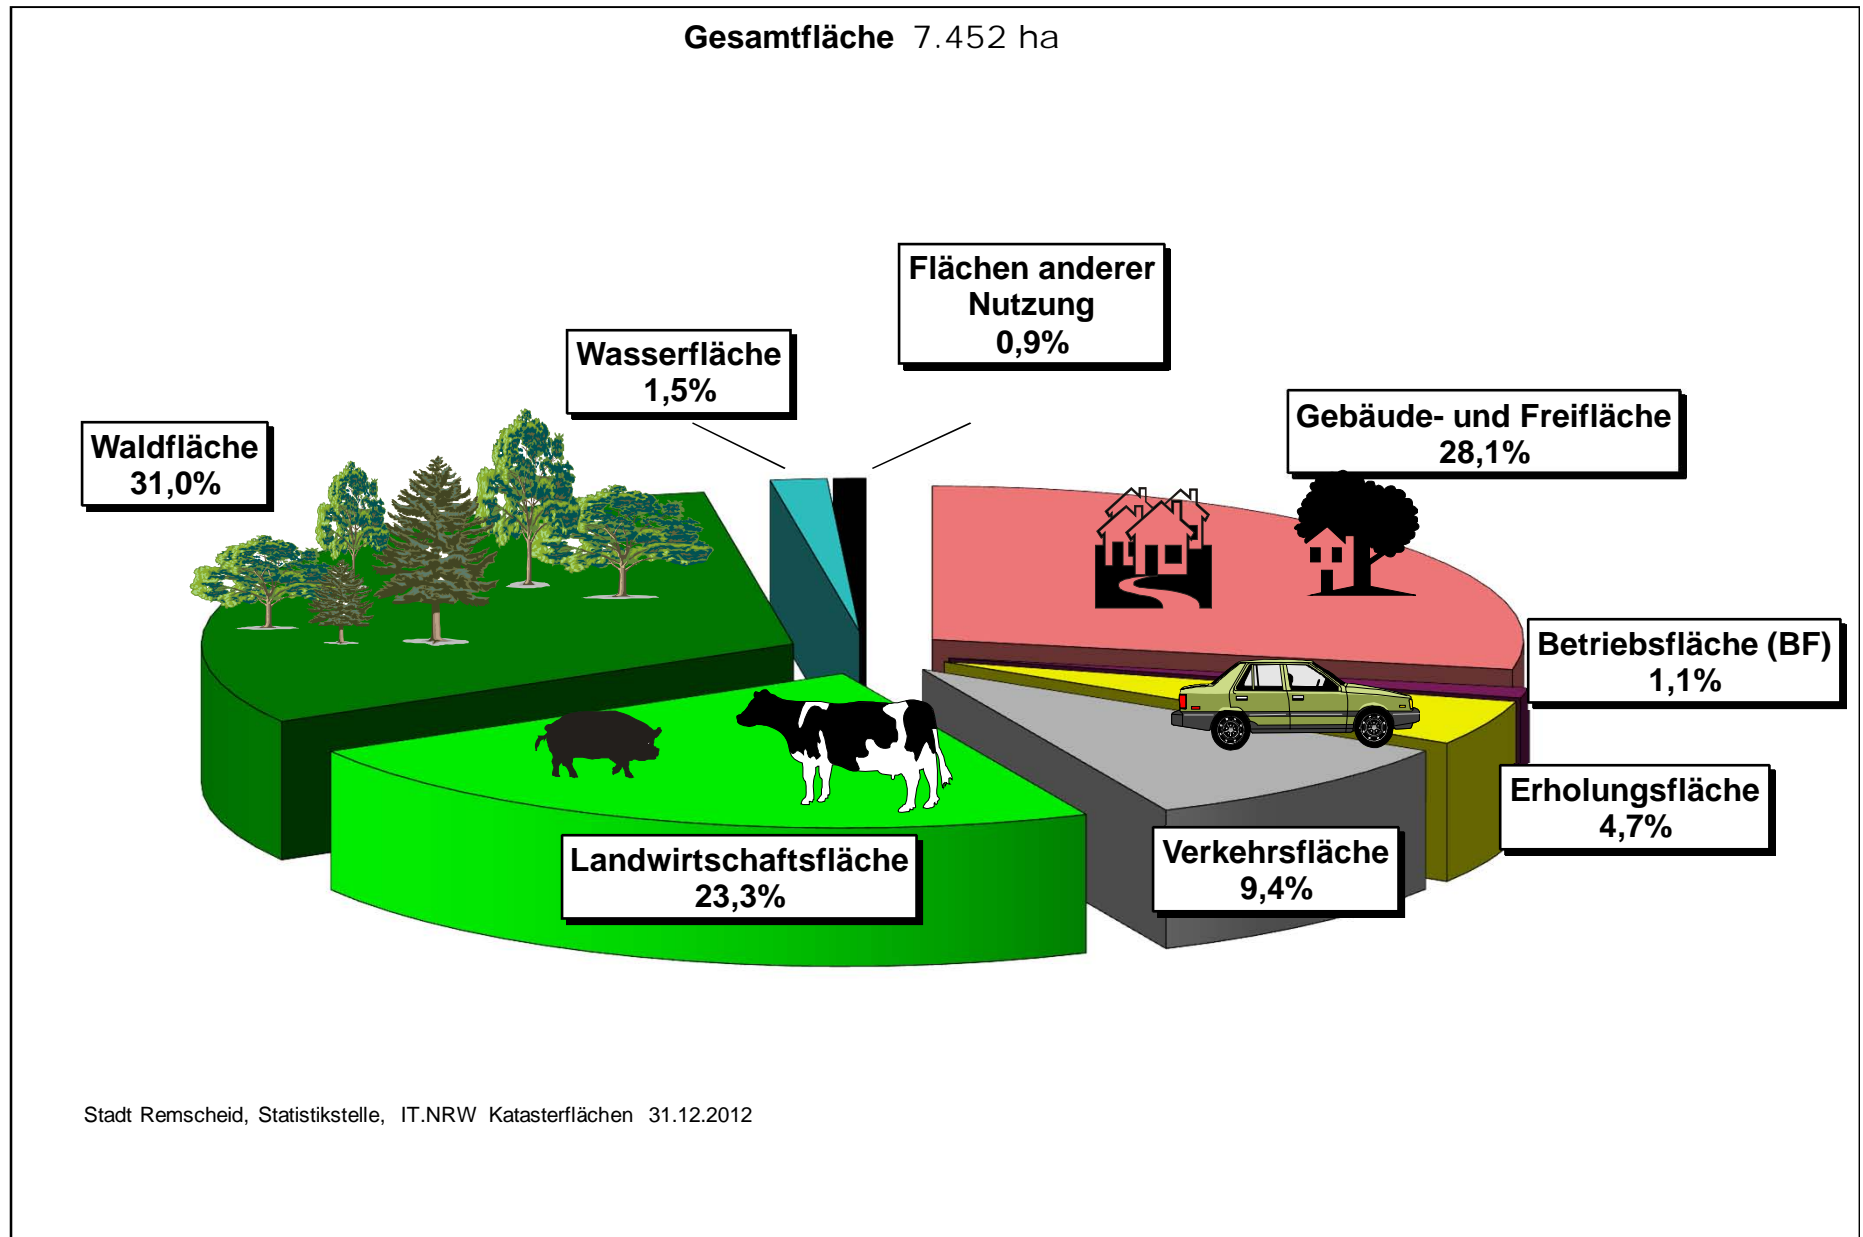 Gesamtfläche 7.452 ha
Flächen anderer
Nutzung
0,9%
Wasserfläche
1,5%
Gebäude- und Freifläche
28,1%
Waldfläche
31,0%
Betriebsfläche (BF)
1,1%
Erholungsfläche
4,7%
Verkehrsfläche
9,4%
Landwirtschaftsfläche
23,3%
Stadt Remscheid, Statistikstelle, IT.NRW Katasterflächen 31.12.2012